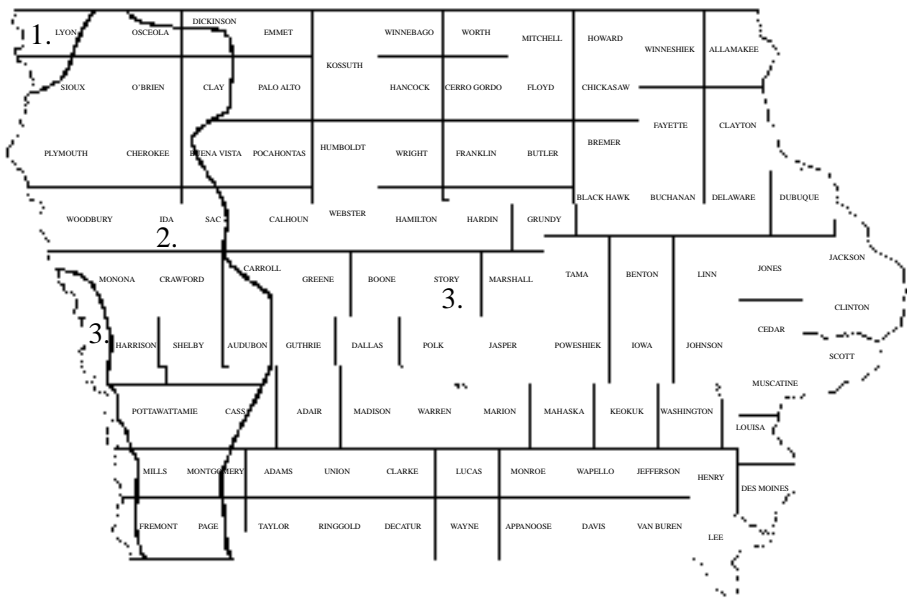 DICKINSON
1. LYON OSCEOLA EMMET WINNEBAGO WORTH MITCHELL HOWARD
WINNESHIEK ALLAMAKEE
KOSSUTH
SIOUX O'BRIEN CLAY PALO ALTO HANCOCK CERRO GORDO FLOYD CHICKASAW
FAYETTE CLAYTON
BREMER
PLYMOUTH CHEROKEE BUENA VISTA POCAHONTAS HUMBOLDT WRIGHT FRANKLIN BUTLER
BLACK HAWK BUCHANAN DELAWARE DUBUQUE
WOODBURY IDA SAC CALHOUN WEBSTER HAMILTON HARDIN GRUNDY
2.
JACKSON
CARROLL
MONONA CRAWFORD GREENE BOONE STORY MARSHALL TAMA BENTON LINN JONES
3.
CLINTON
3. CEDAR
HARRISON SHELBY AUDUBON GUTHRIE DALLAS POLK JASPER POWESHIEK IOWA JOHNSON
SCOTT
MUSCATINE
POTTAWATTAMIE CASS ADAIR MADISON WARREN MARION MAHASKA KEOKUK WASHINGTON
LOUISA
MILLS MONTGOMERY ADAMS UNION CLARKE LUCAS MONROE WAPELLO JEFFERSON HENRY
DES MOINES
FREMONT PAGE TAYLOR RINGGOLD DECATUR WAYNE APPANOOSE DAVIS VAN BUREN
LEE